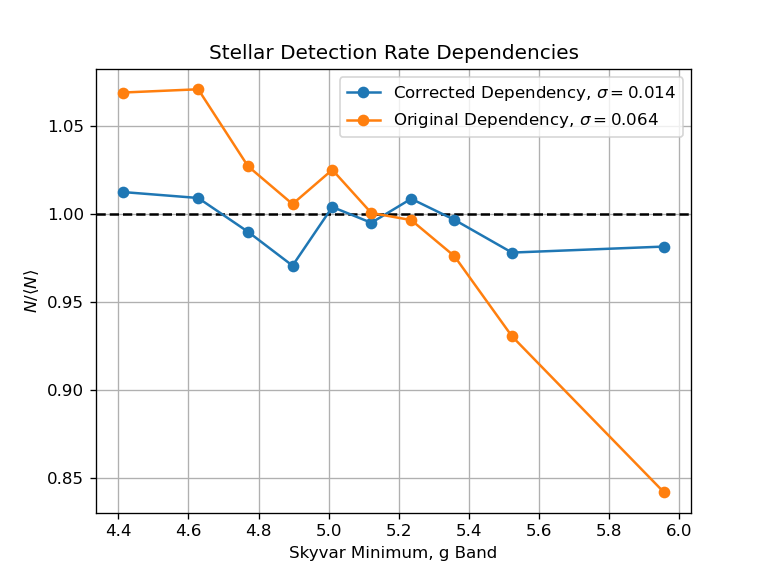 Stellar Detection Rate Dependencies
Corrected Dependency, σ = 0.014
Original Dependency, σ = 0.064
1.05
1.00
0.95
0.90
0.85
N/⟨N⟩
4.4 4.6 4.8 5.0 5.2 5.4 5.6 5.8 6.0
Skyvar Minimum, g Band